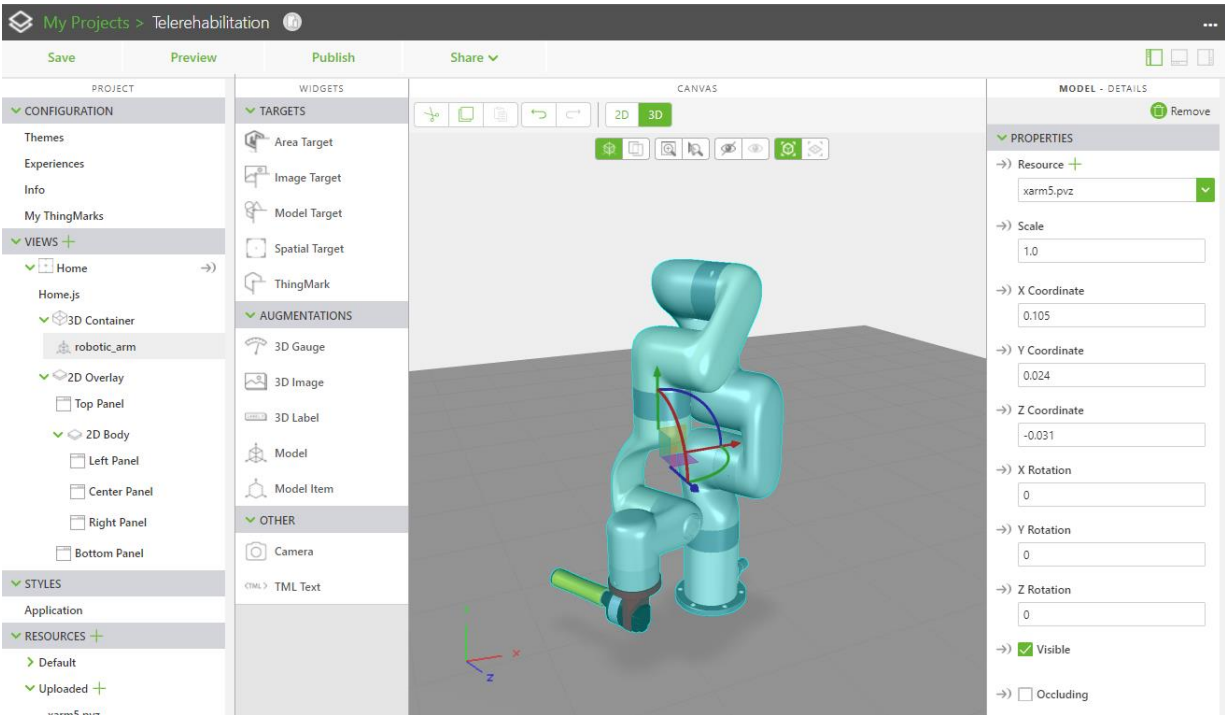 My Projects > Telerehabilitation
Save Preview Publish Share
PROJECT
CONFIGURATION
Themes
Experiences
Info
My ThingMarks
VIEWS
Home
Home.js
3D Container
robotic_arm
2D Overlay
Top Panel
2D Body
Left Panel
Center Panel
Right Panel
Bottom Panel
STYLES
Application
RESOURCES
Default
Uploaded
xarm5.pvz
WIDGETS
TARGETS
Area Target
Image Target
Model Target
Spatial Target
ThingMark
AUGMENTATIONS
3D Gauge
3D Image
3D Label
Model
Model Item
OTHER
Camera
TML Text
CANVAS
2D 3D
X
Z
MODEL - DETAILS
Remove
PROPERTIES
Resource
xarm5.pvz
Scale
1.0
X Coordinate
0.105
Y Coordinate
0.024
Z Coordinate
-0.031
X Rotation
0
Y Rotation
0
Z Rotation
0
Visible
Occluding